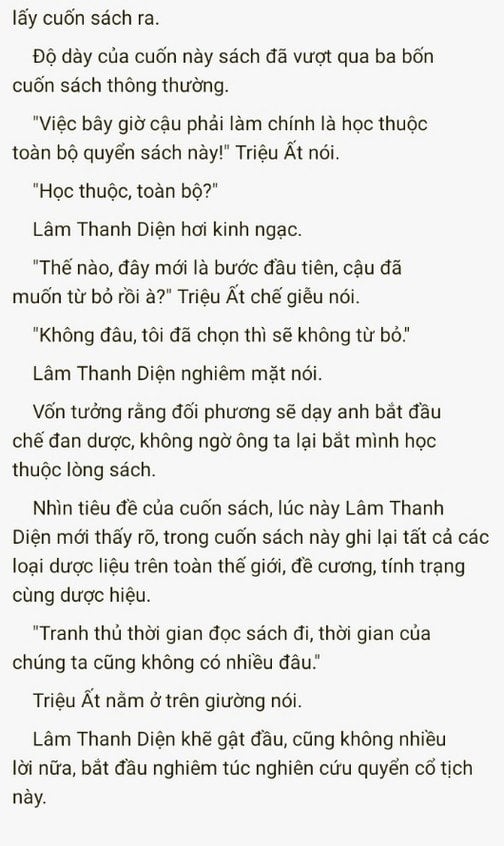 lấy cuốn sách ra.
Độ dày của cuốn này sách đã vượt qua ba bốn
cuốn sách thông thường.
"Việc bây giờ cậu phải làm chính là học thuộc
toàn bộ quyển sách này!" Triệu Ất nói.
"Học thuộc, toàn bộ?"
Lâm Thanh Diện hơi kinh ngạc.
"Thế nào, đây mới là bước đầu tiên, cậu đã
muốn từ bỏ rồi à?" Triệu Ất chế giễu nói.
"Không đâu, tôi đã chọn thì sẽ không từ bỏ."
Lâm Thanh Diện nghiêm mặt nói.
Vốn tưởng rằng đối phương sẽ dạy anh bắt đầu
chế đan dược, không ngờ ông ta lại bắt mình học
thuộc lòng sách.
Nhìn tiêu đề của cuốn sách, lúc này Lâm Thanh
Diện mới thấy rõ, trong cuốn sách này ghi lại tất cả các
loại dược liệu trên toàn thế giới, đề cương, tính trạng
cùng dược hiệu.
"Tranh thủ thời gian đọc sách đi, thời gian của
chúng ta cũng không có nhiều đâu."
Triệu Ất nằm ở trên giường nói.
Lâm Thanh Diện khẽ gật đầu, cũng không nhiều
lời nữa, bắt đầu nghiêm túc nghiên cứu quyển cổ tịch
này.